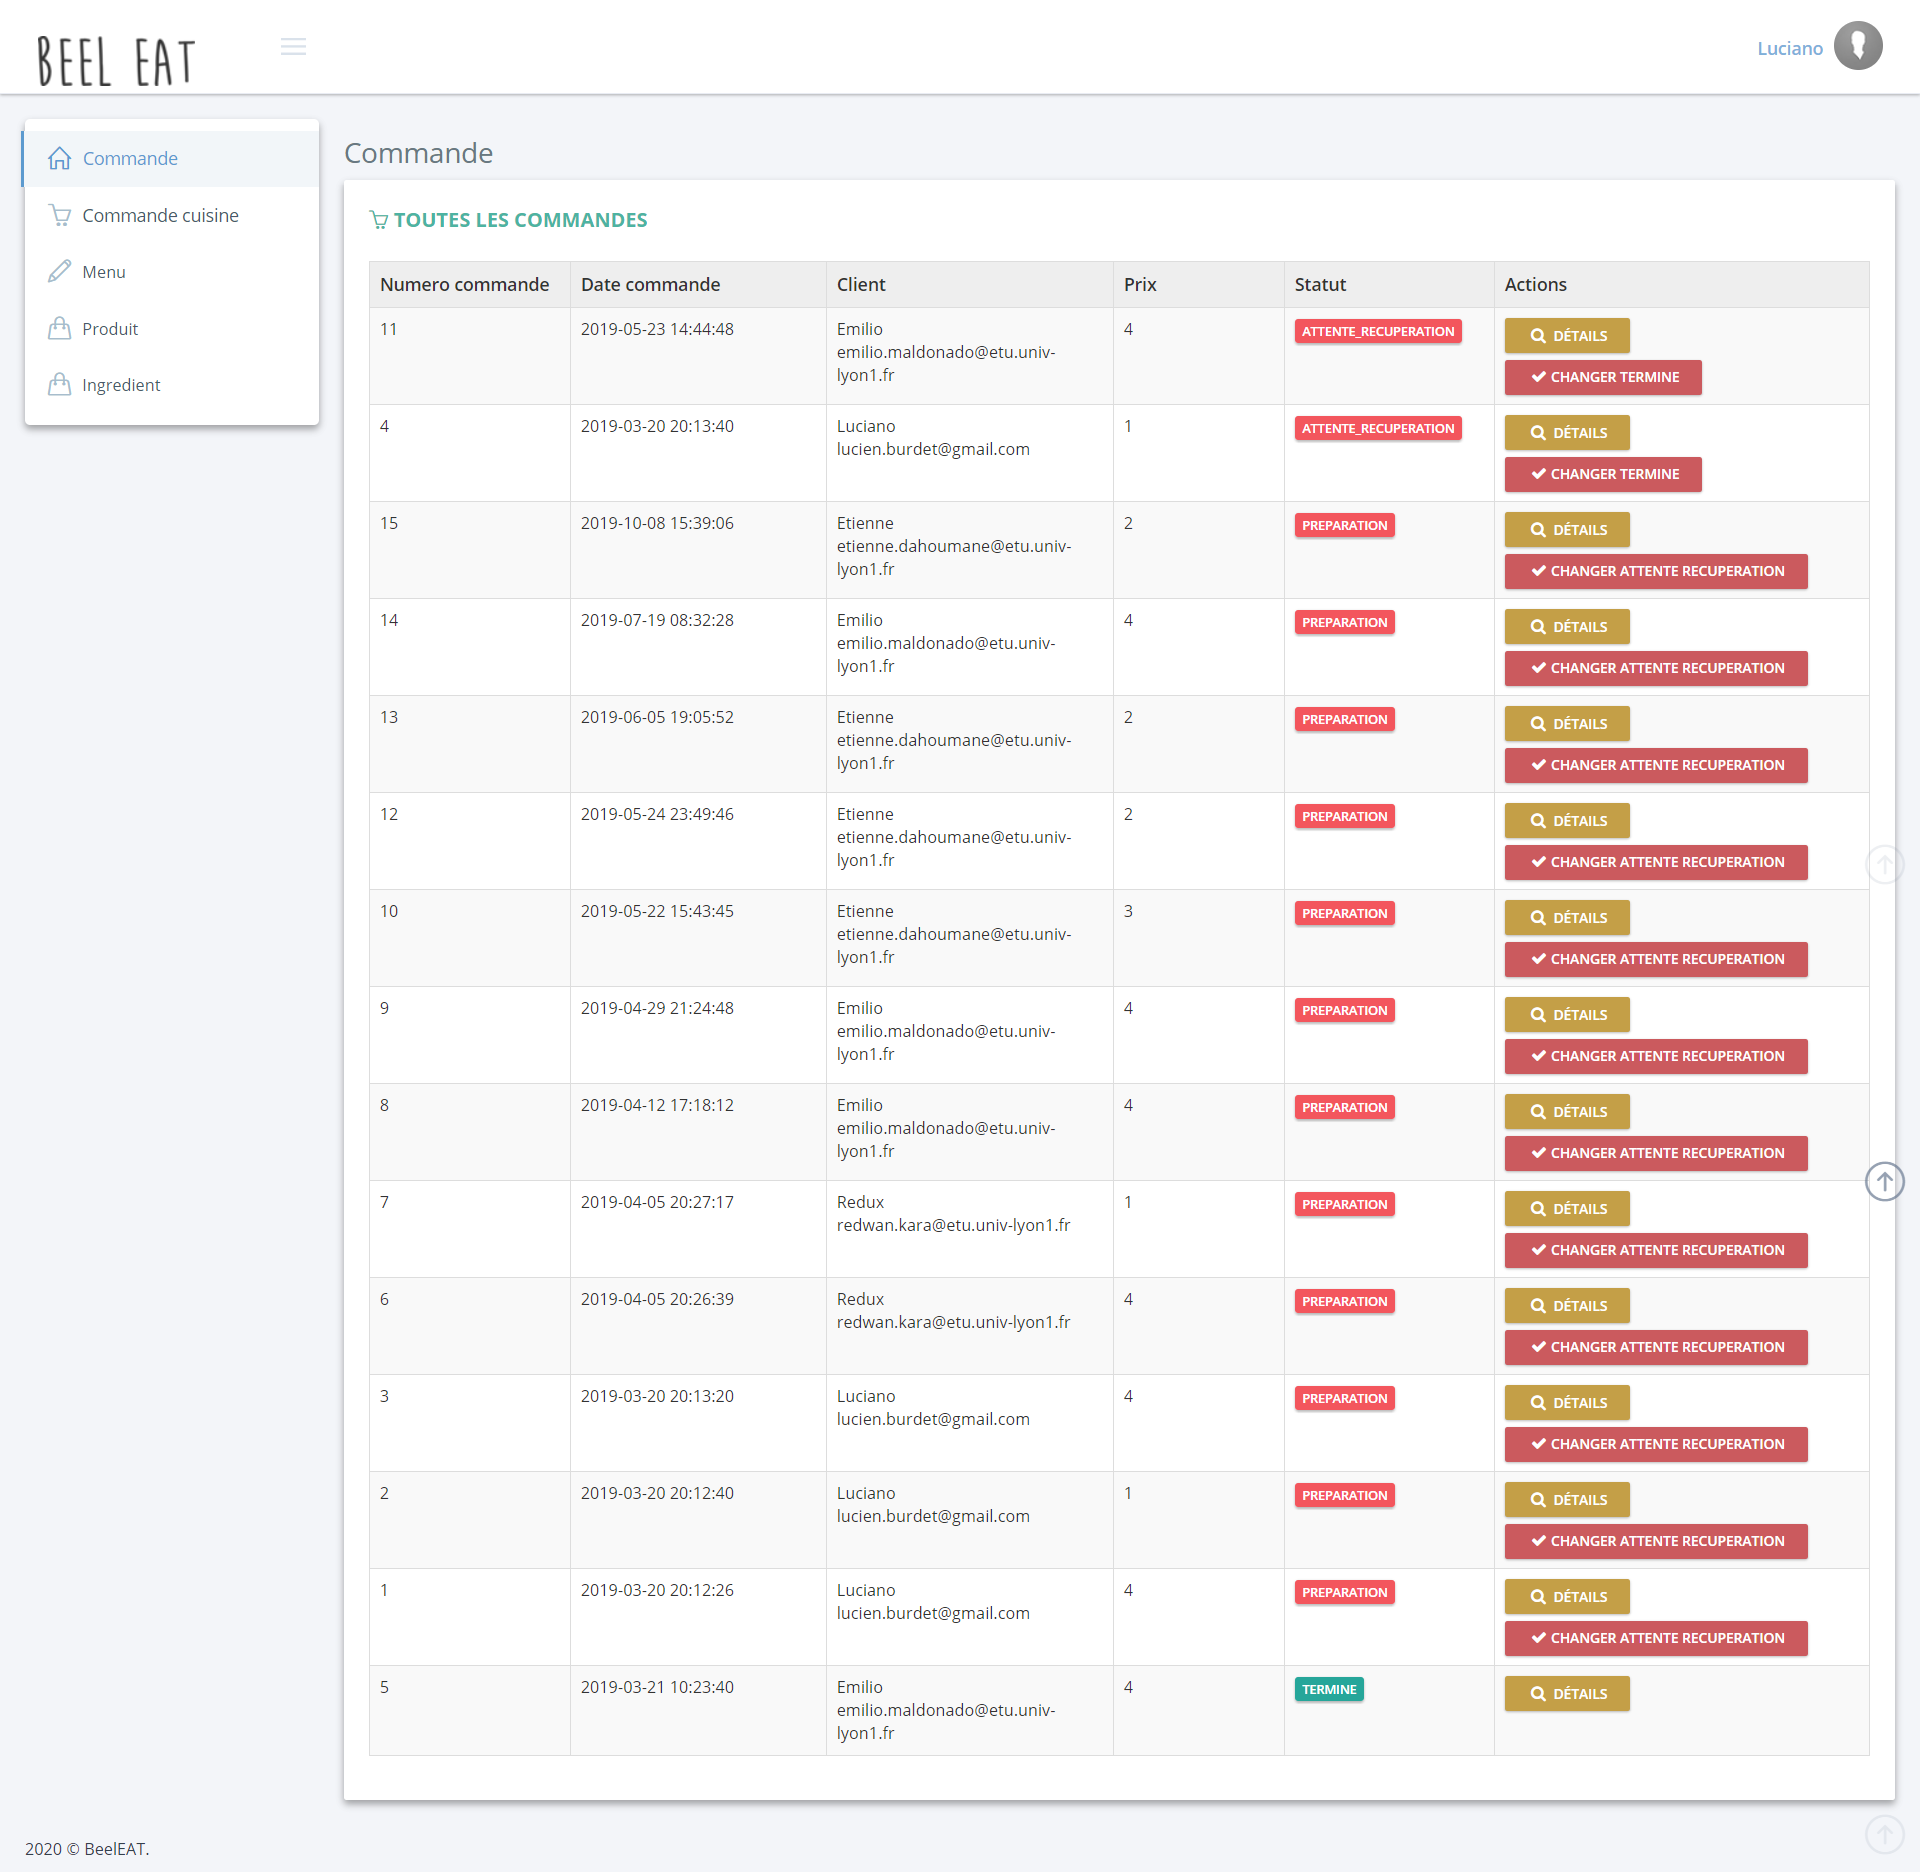 BEEL EAT
Luciano
Commande
Commande cuisine
Menu
Produit
Ingredient
Commande
TOUTES LES COMMANDES
Numero commande Date commande Client Prix Statut Actions
11 2019-05-23 14:44:48 Emilio 4 ATTENTE_RECUPERATION DÉTAILS
emilio.maldonado@etu.univ-
lyon1.fr CHANGER TERMINE
4 2019-03-20 20:13:40 Luciano 1 ATTENTE_RECUPERATION DÉTAILS
lucien.burdet@gmail.com
CHANGER TERMINE
15 2019-10-08 15:39:06 Etienne 2 PREPARATION DÉTAILS
etienne.dahoumane@etu.univ-
lyon1.fr CHANGER ATTENTE RECUPERATION
14 2019-07-19 08:32:28 Emilio 4 PREPARATION DÉTAILS
emilio.maldonado@etu.univ-
lyon1.fr CHANGER ATTENTE RECUPERATION
13 2019-06-05 19:05:52 Etienne 2 PREPARATION DÉTAILS
etienne.dahoumane@etu.univ-
lyon1.fr CHANGER ATTENTE RECUPERATION
12 2019-05-24 23:49:46 Etienne 2 PREPARATION DÉTAILS
etienne.dahoumane@etu.univ-
lyon1.fr CHANGER ATTENTE RECUPERATION
10 2019-05-22 15:43:45 Etienne 3 PREPARATION DÉTAILS
etienne.dahoumane@etu.univ-
lyon1.fr CHANGER ATTENTE RECUPERATION
9 2019-04-29 21:24:48 Emilio 4 PREPARATION DÉTAILS
emilio.maldonado@etu.univ-
lyon1.fr CHANGER ATTENTE RECUPERATION
8 2019-04-12 17:18:12 Emilio 4 PREPARATION DÉTAILS
emilio.maldonado@etu.univ-
lyon1.fr CHANGER ATTENTE RECUPERATION
7 2019-04-05 20:27:17 Redux 1 PREPARATION DÉTAILS
redwan.kara@etu.univ-lyon1.fr
CHANGER ATTENTE RECUPERATION
6 2019-04-05 20:26:39 Redux 4 PREPARATION DÉTAILS
redwan.kara@etu.univ-lyon1.fr
CHANGER ATTENTE RECUPERATION
3 2019-03-20 20:13:20 Luciano 4 PREPARATION DÉTAILS
lucien.burdet@gmail.com
CHANGER ATTENTE RECUPERATION
2 2019-03-20 20:12:40 Luciano 1 PREPARATION DÉTAILS
lucien.burdet@gmail.com
CHANGER ATTENTE RECUPERATION
1 2019-03-20 20:12:26 Luciano 4 PREPARATION DÉTAILS
lucien.burdet@gmail.com
CHANGER ATTENTE RECUPERATION
5 2019-03-21 10:23:40 Emilio 4 TERMINE DÉTAILS
emilio.maldonado@etu.univ-
lyon1.fr
2020 © BeelEAT.